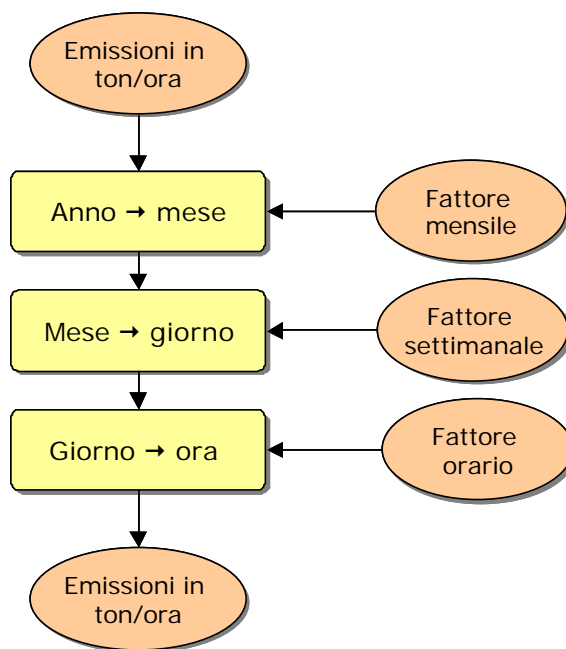 Emissioni in
ton/ora
Anno → mese
Fattore
mensile
Mese → giorno
Fattore
settimanale
Giorno → ora
Fattore
orario
Emissioni in
ton/ora